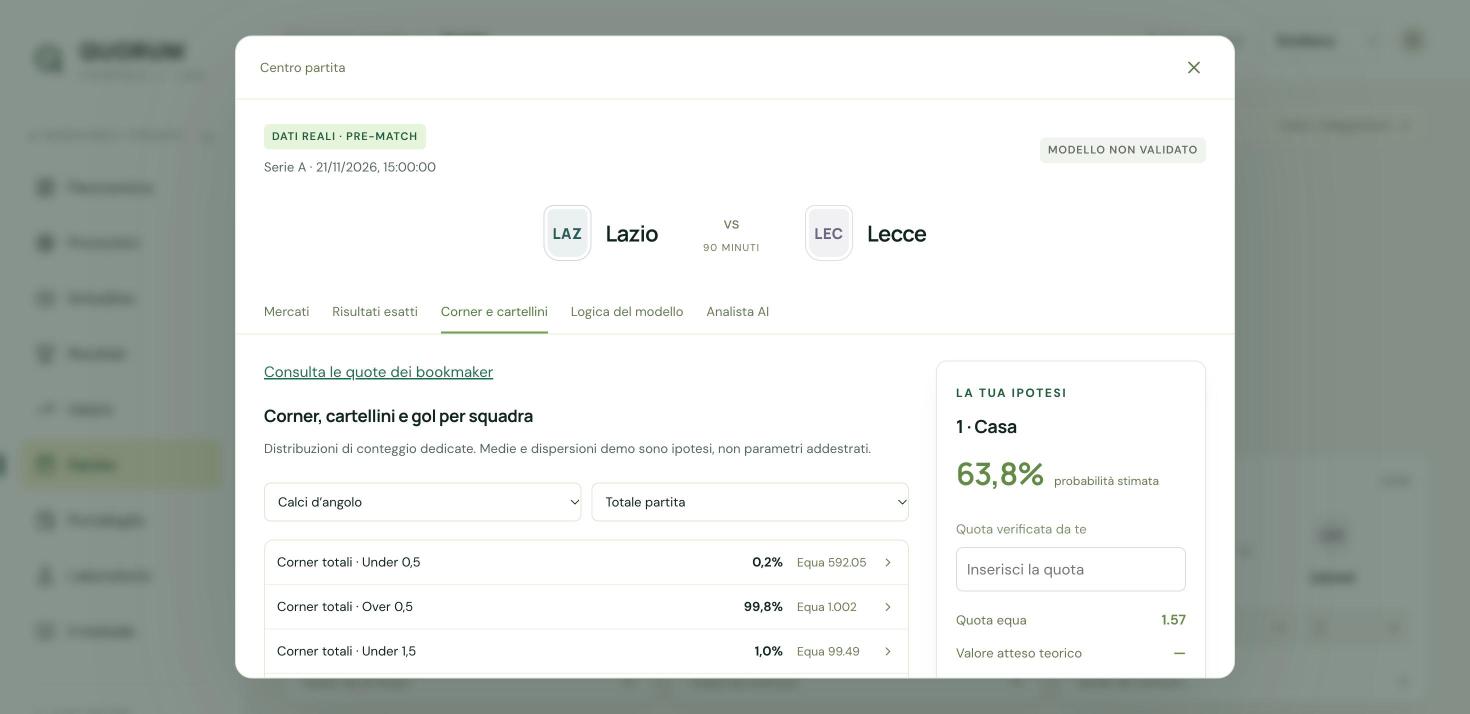 QUORUM
Centro partita
DATI REALI · PRE-MATCH
Serie A · 21/11/2026, 15:00:00
MODELLO NON VALIDATO
LAZ
Lazio
VS
90 MINUTI
LEC
Lecce
Mercati
Risultati esatti
Corner e cartellini
Logica del modello
Analista AI
Consulta le quote dei bookmaker
Corner, cartellini e gol per squadra
Distribuzioni di conteggio dedicate. Medie e dispersioni demo sono ipotesi, non parametri addestrati.
Calci d’angolo
Totale partita
Corner totali · Under 0,5 0,2% Equa 592.05
Corner totali · Over 0,5 99,8% Equa 1.002
Corner totali · Under 1,5 1,0% Equa 99.49
LA TUA IPOTESI
1 · Casa
63,8% probabilità stimata
Quota verificata da te
Inserisci la quota
Quota equa 1.57
Valore atteso teorico —